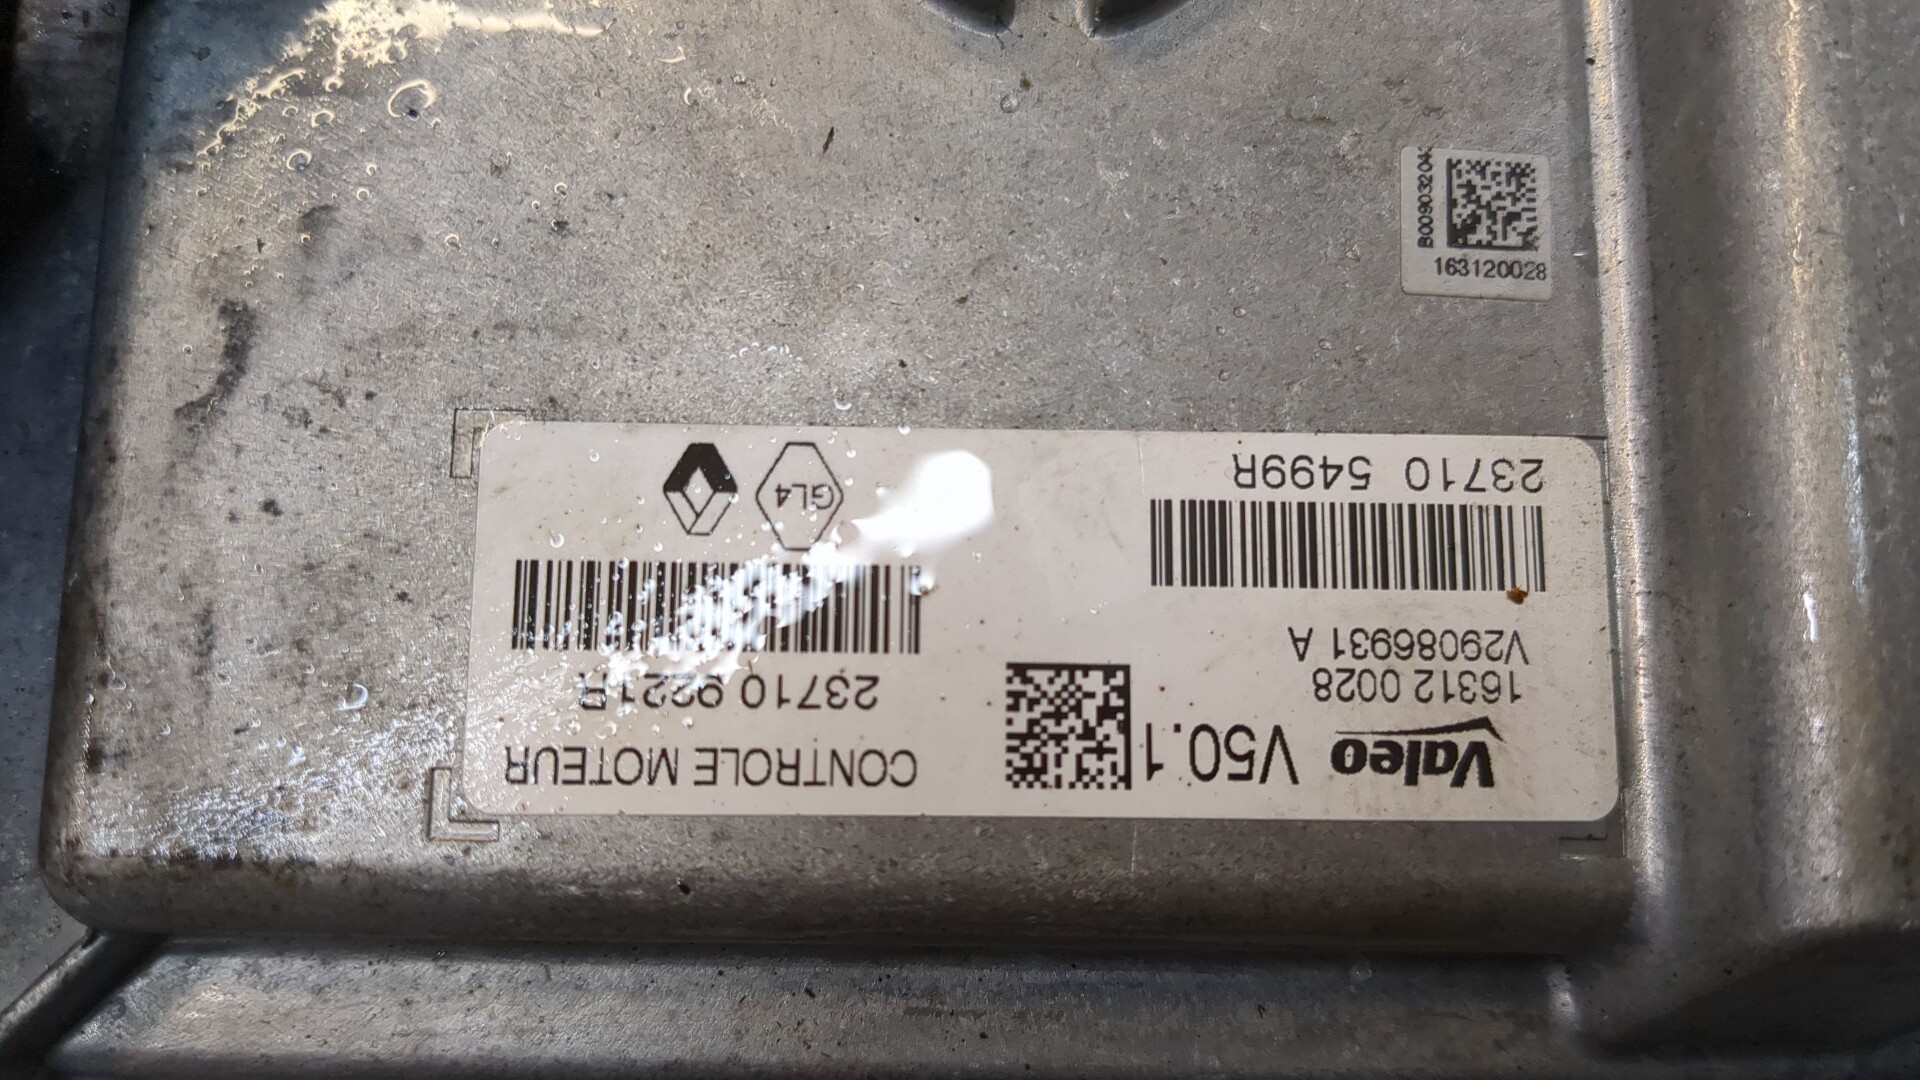 Valeo V50.1
16312 0028
V29086931 A
23710 5499R
CONTROLE MOTEUR
23710 9221R
GL4
163120028